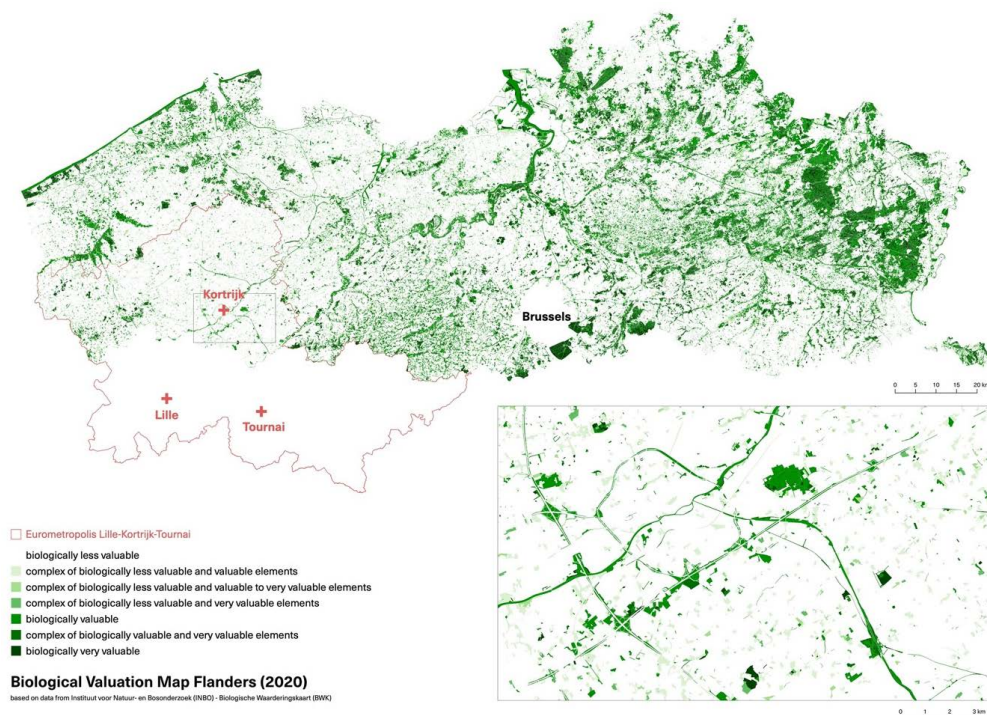 Kortrijk
Brussels
Lille
Tournai
0 5 10 15 20 km
Eurometropolis Lille-Kortrijk-Tournai
biologically less valuable
complex of biologically less valuable and valuable elements
complex of biologically less valuable and valuable to very valuable elements
complex of biologically less valuable and very valuable elements
biologically valuable
complex of biologically valuable and very valuable elements
biologically very valuable
Biological Valuation Map Flanders (2020)
based on data from Instituut voor Natuur- en Bosonderzoek (INBO) - Biologische Waarderingskaart (BWK)
0 1 2 3 km